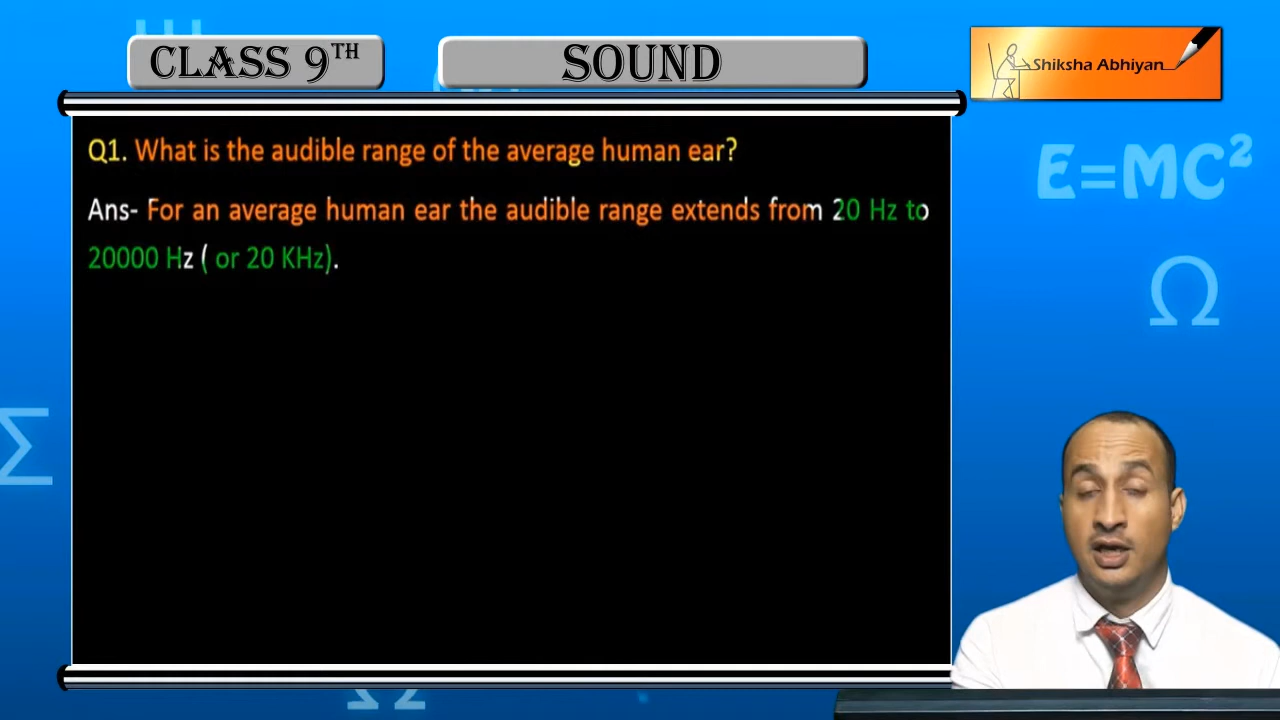 CLASS 9TH
SOUND
Shiksha Abhiyan
Q1. What is the audible range of the average human ear?
Ans- For an average human ear the audible range extends from 20 Hz to
20000 Hz ( or 20 KHz).
E=MC²
Ω
Σ
Ω